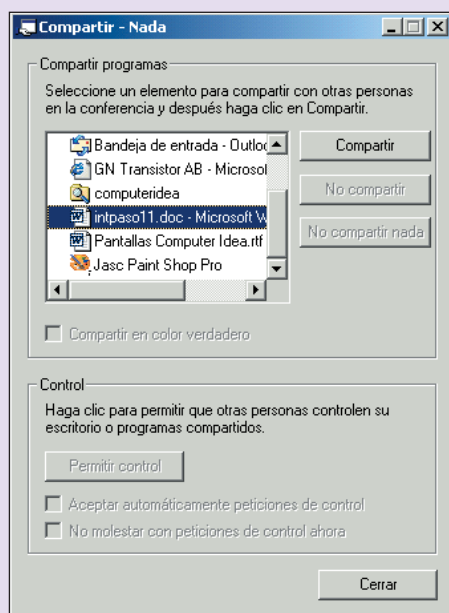 Compartir - Nada
Compartir programas
Seleccione un elemento para compartir con otras personas
en la conferencia y después haga clic en Compartir.
Bandeja de entrada - Outloo
GN Transistor AB - Microsof
computeridea
intpaso11.doc - Microsoft W
Pantallas Computer Idea.rtf
Jasc Paint Shop Pro
Compartir
No compartir
No compartir nada
Compartir en color verdadero
Control
Haga clic para permitir que otras personas controlen su
escritorio o programas compartidos.
Permitir control
Aceptar automáticamente peticiones de control
No molestar con peticiones de control ahora
Cerrar